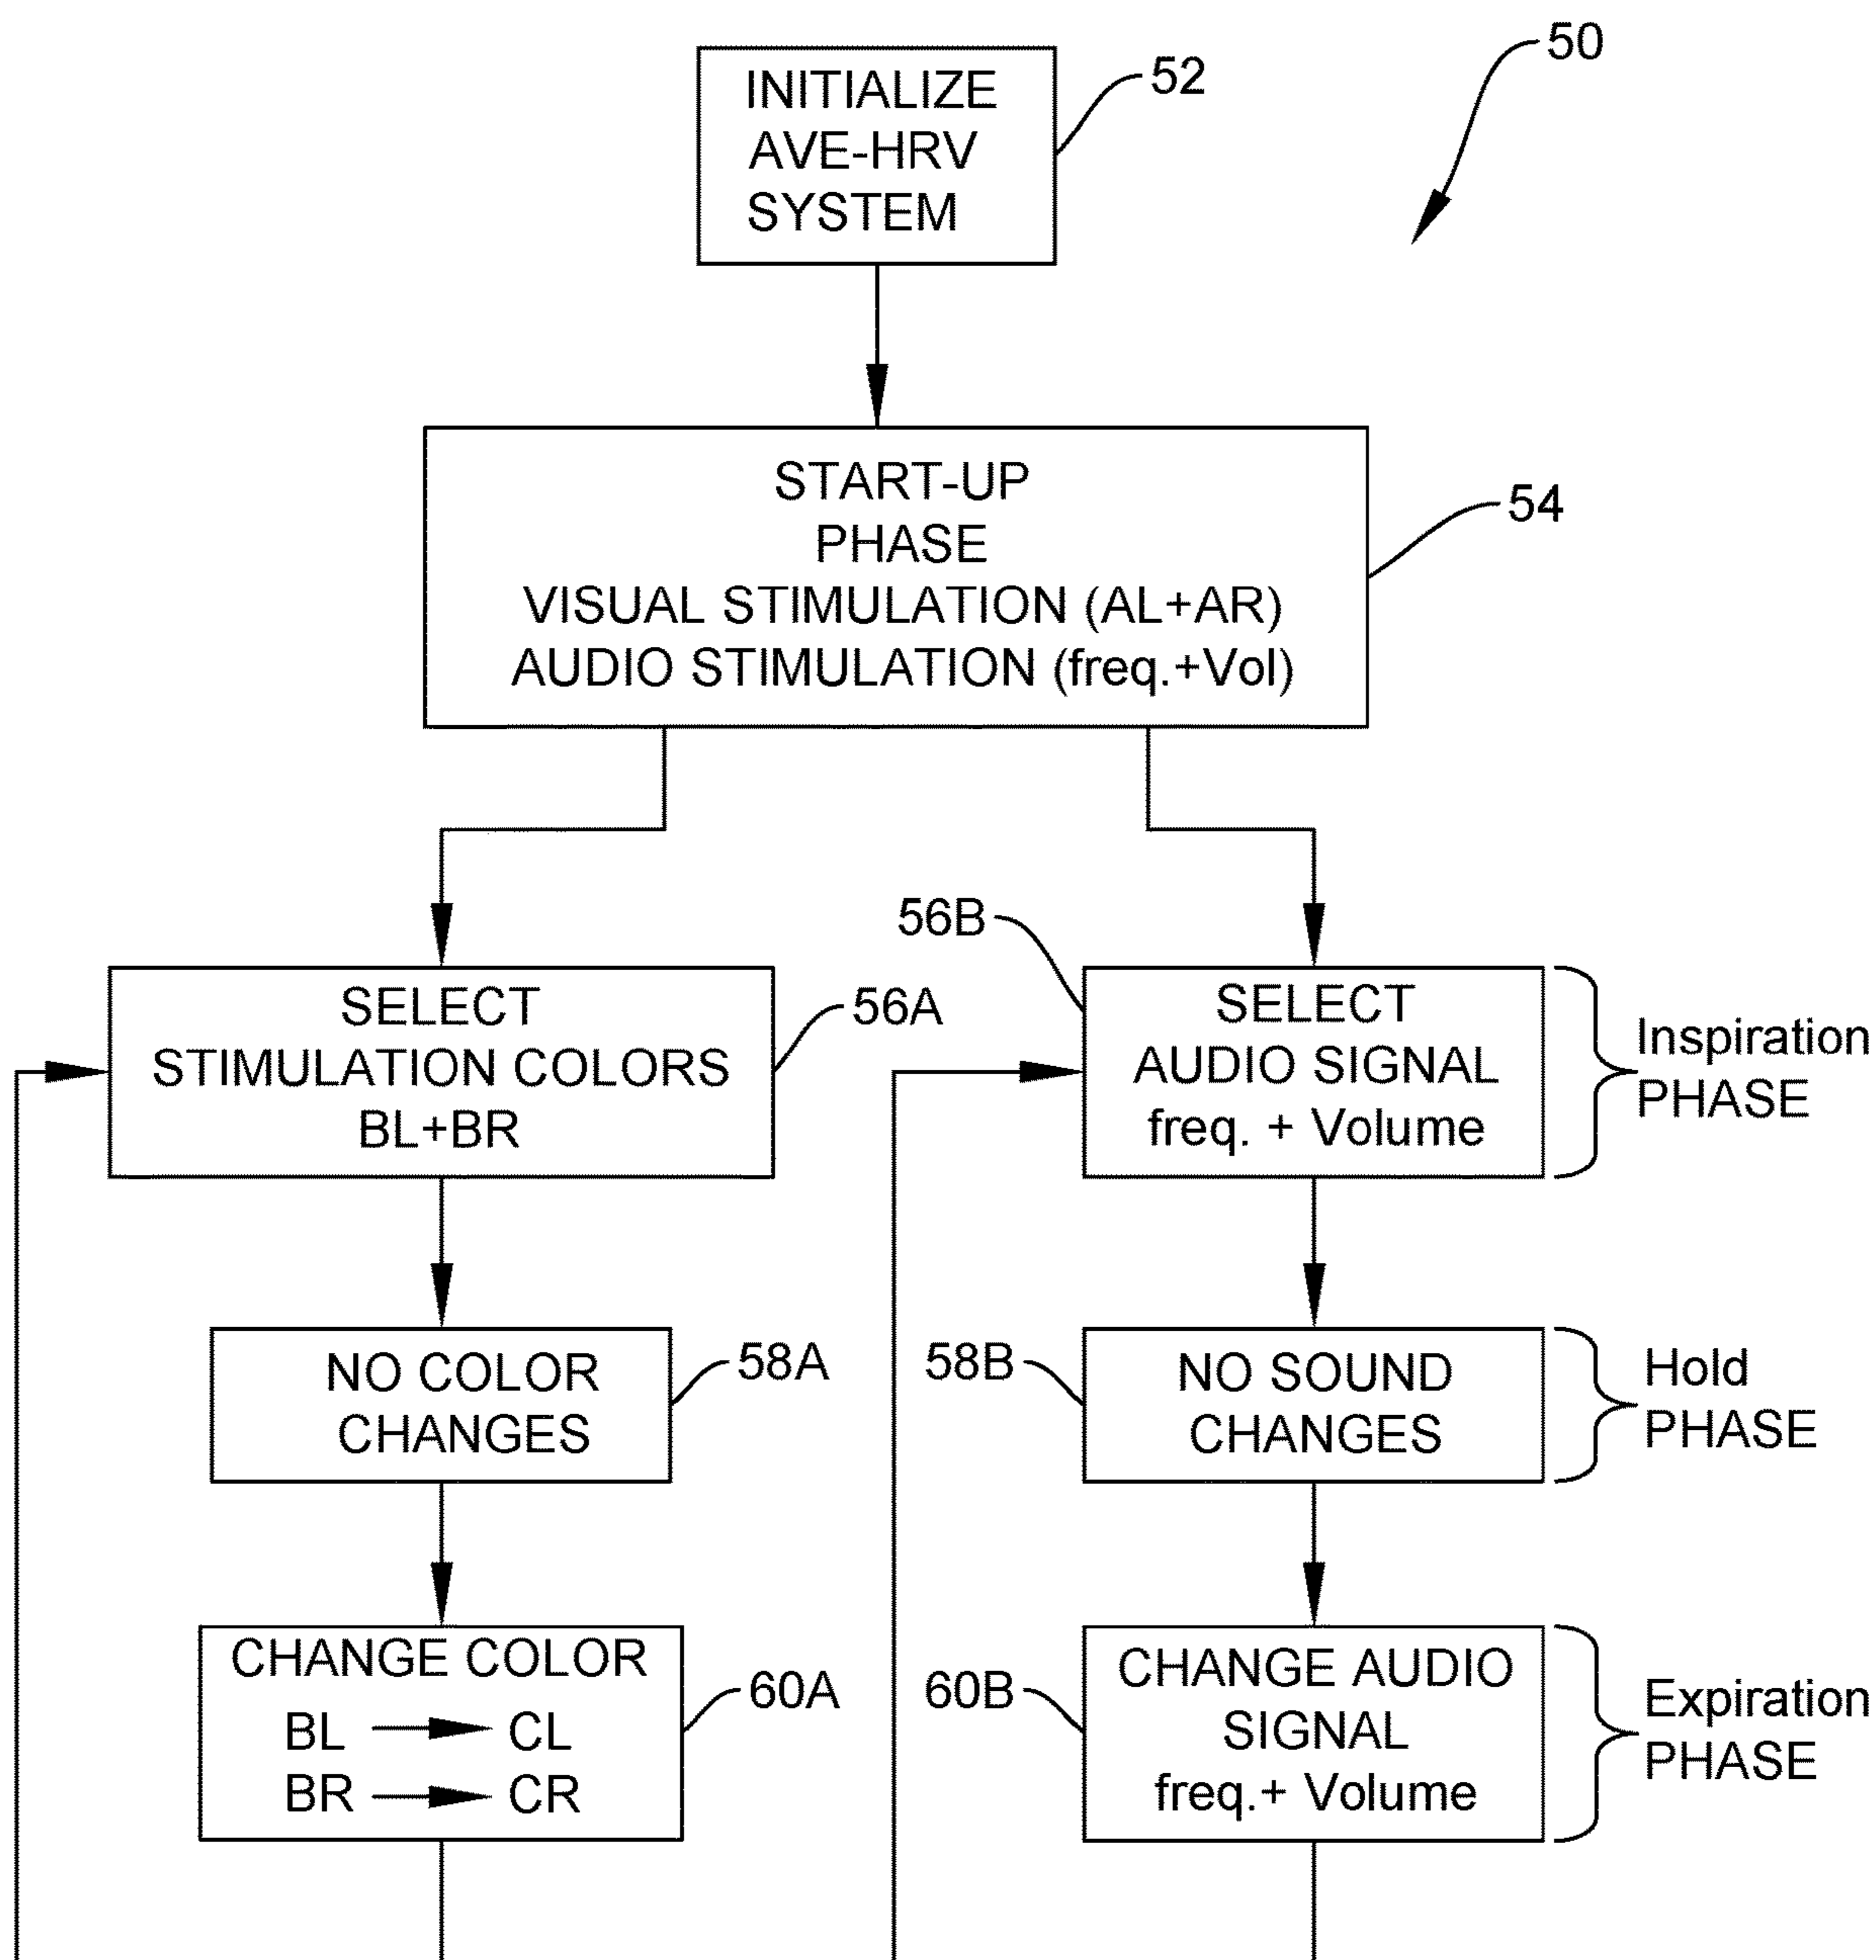 50
INITIALIZE
AVE-HRV
SYSTEM
52
START-UP
PHASE
VISUAL STIMULATION (AL+AR)
AUDIO STIMULATION (freq.+Vol)
54
SELECT
STIMULATION COLORS
BL+BR
56A
56B
SELECT
AUDIO SIGNAL
freq. + Volume
Inspiration
PHASE
NO COLOR
CHANGES
58A
58B
NO SOUND
CHANGES
Hold
PHASE
CHANGE COLOR
BL CL
BR CR
60A
60B
CHANGE AUDIO
SIGNAL
freq.+ Volume
Expiration
PHASE